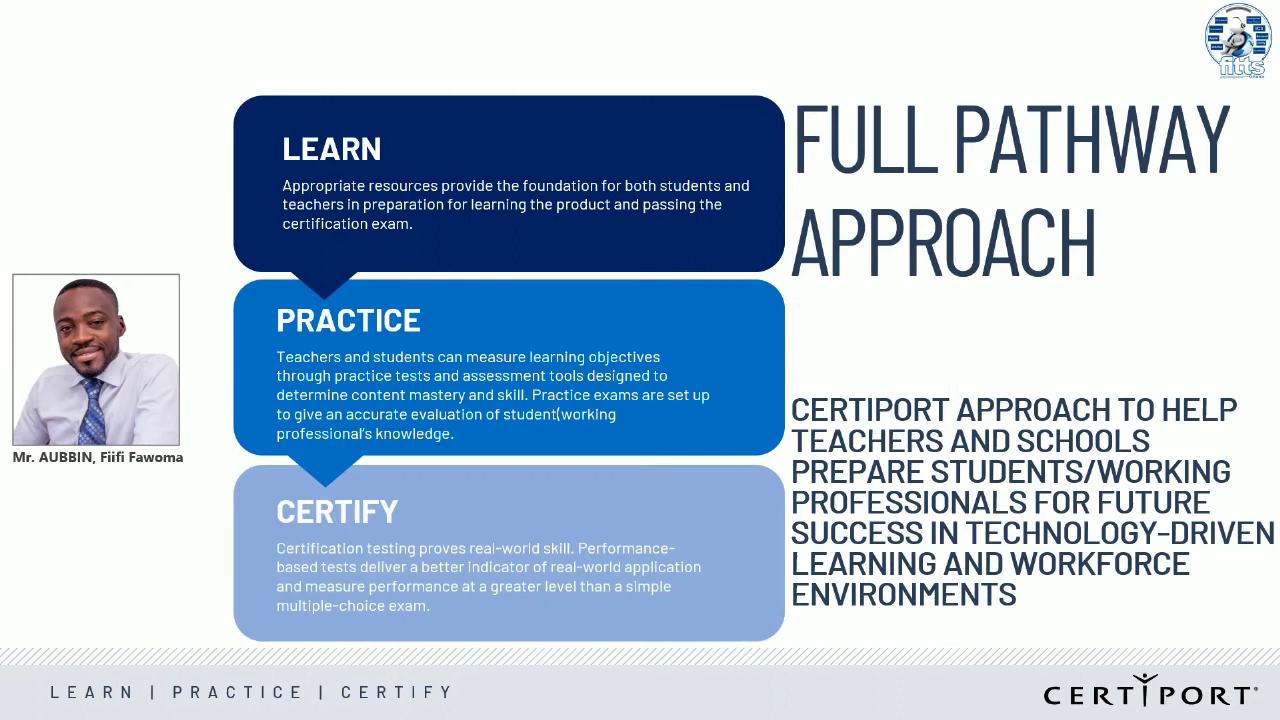 fitts
FULL PATHWAY
APPROACH
LEARN
Appropriate resources provide the foundation for both students and
teachers in preparation for learning the product and passing the
certification exam.
PRACTICE
Teachers and students can measure learning objectives
through practice tests and assessment tools designed to
determine content mastery and skill. Practice exams are set up
to give an accurate evaluation of student(working
professional's knowledge.
CERTIFY
Certification testing proves real-world skill. Performance-
based tests deliver a better indicator of real-world application
and measure performance at a greater level than a simple
multiple-choice exam.
Mr. AUBBIN, Fiifi Fawoma
CERTIPORT APPROACH TO HELP
TEACHERS AND SCHOOLS
PREPARE STUDENTS/WORKING
PROFESSIONALS FOR FUTURE
SUCCESS IN TECHNOLOGY-DRIVEN
LEARNING AND WORKFORCE
ENVIRONMENTS
LEARN | PRACTICE | CERTIFY
CERTIPORT